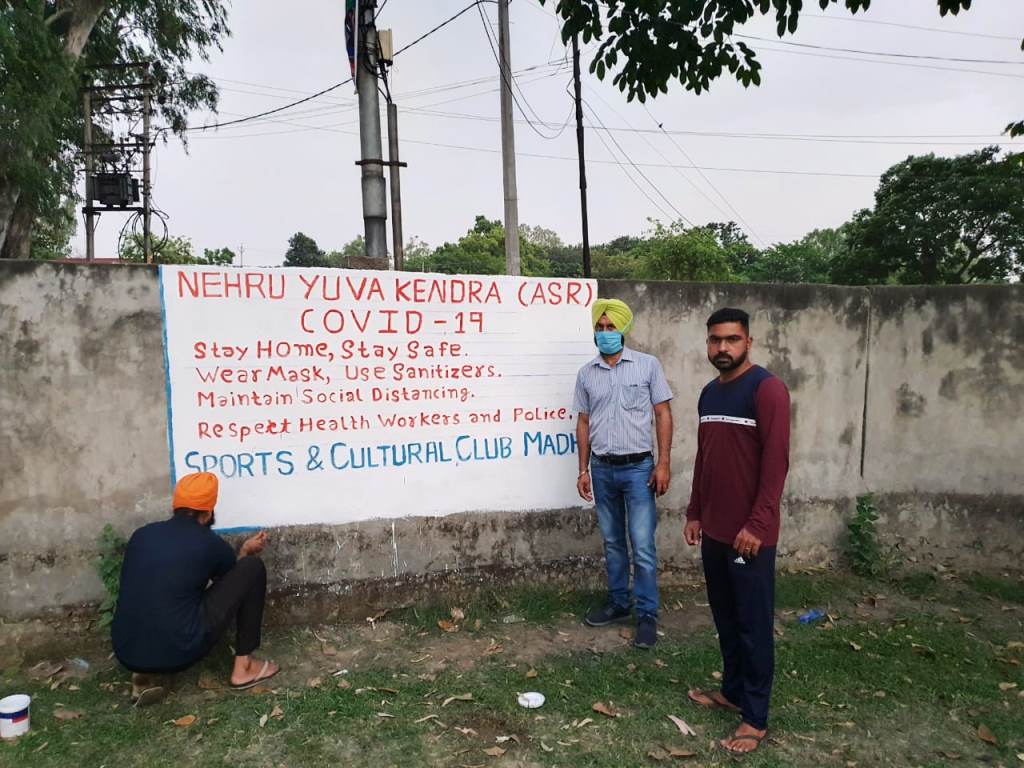 NEHRU YUVA KENDRA (ASR)
COVID-19
Stay Home, Stay Safe.
Wear Mask, Use Sanitizers.
Maintain Social Distancing.
Respect Health Workers and Police.
SPORTS & CULTURAL CLUB MADH